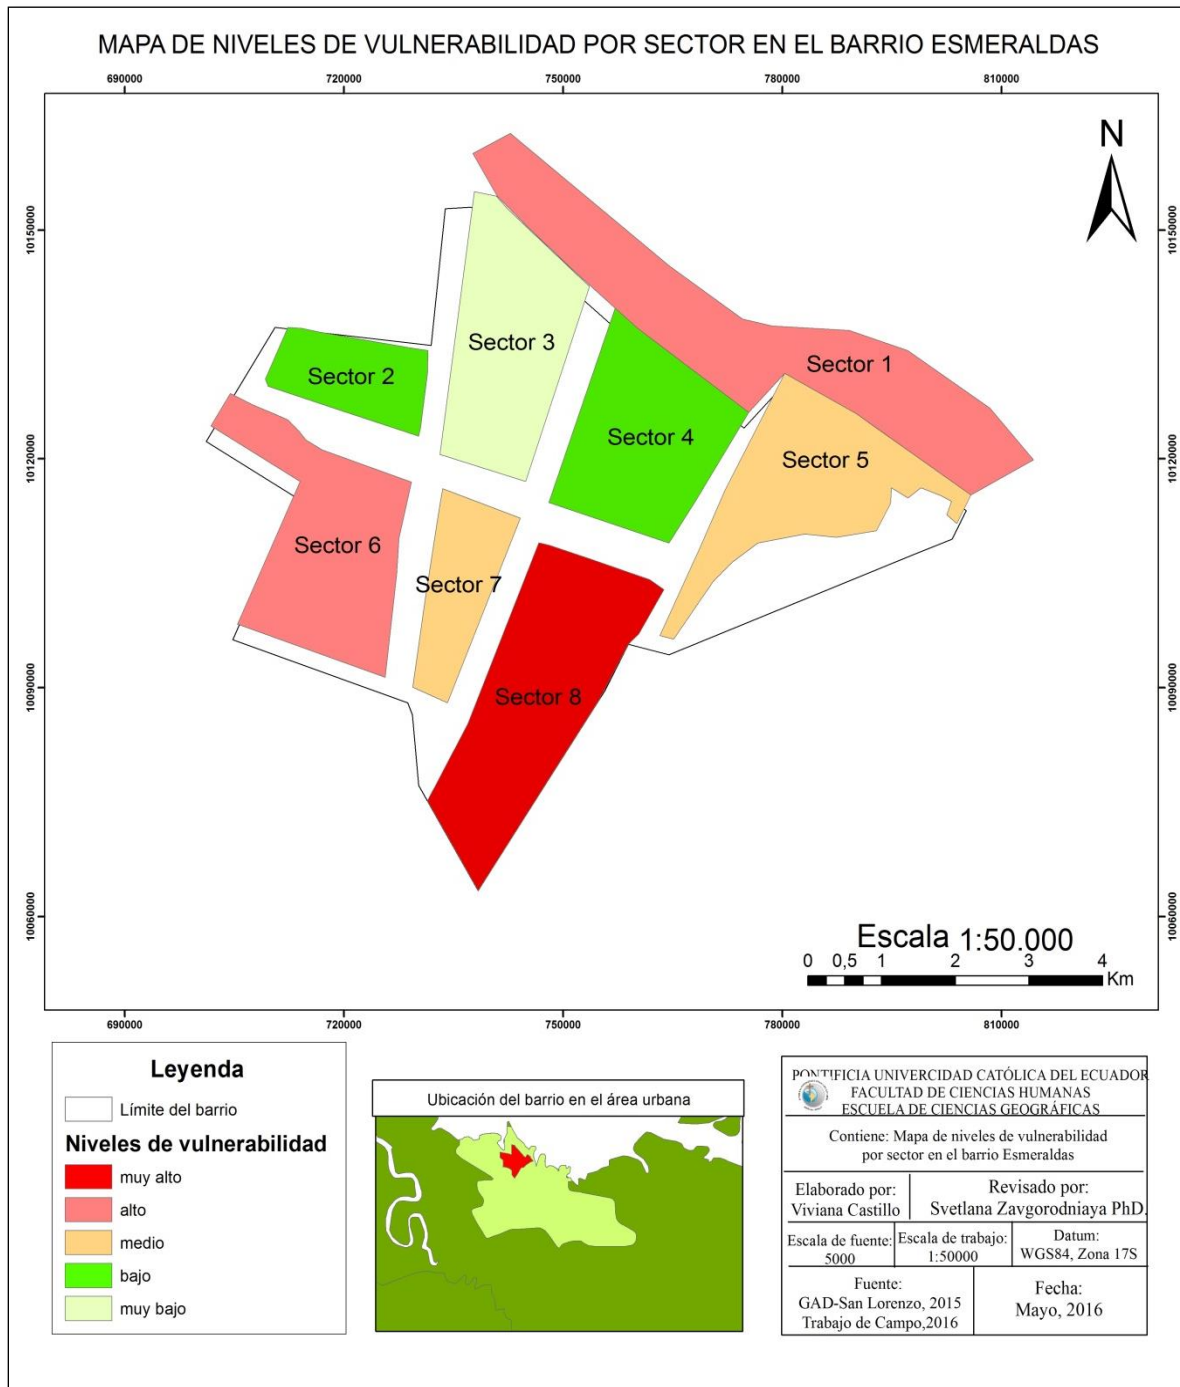 MAPA DE NIVELES DE VULNERABILIDAD POR SECTOR EN EL BARRIO ESMERALDAS
690000 720000 750000 780000 810000
N
10150000 10150000
Sector 3
Sector 1
Sector 2
Sector 4
10120000 10120000
Sector 5
Sector 6
Sector 7
10090000 10090000
Sector 8
10060000 10060000
Escala 1:50.000
0 0,5 1 2 3 4
Km
690000 720000 750000 780000 810000
Leyenda
Límite del barrio
Niveles de vulnerabilidad
muy alto
alto
medio
bajo
muy bajo
Ubicación del barrio en el área urbana
PONTIFICIA UNIVERCIDAD CATÓLICA DEL ECUADOR
FACULTAD DE CIENCIAS HUMANAS
ESCUELA DE CIENCIAS GEOGRÁFICAS
Contiene: Mapa de niveles de vulnerabilidad
por sector en el barrio Esmeraldas
Elaborado por:
Viviana Castillo
Revisado por:
Svetlana Zavgorodniaya PhD.
Escala de fuente:
5000
Escala de trabajo:
1:50000
Datum:
WGS84, Zona 17S
Fuente:
GAD-San Lorenzo, 2015
Trabajo de Campo,2016
Fecha:
Mayo, 2016